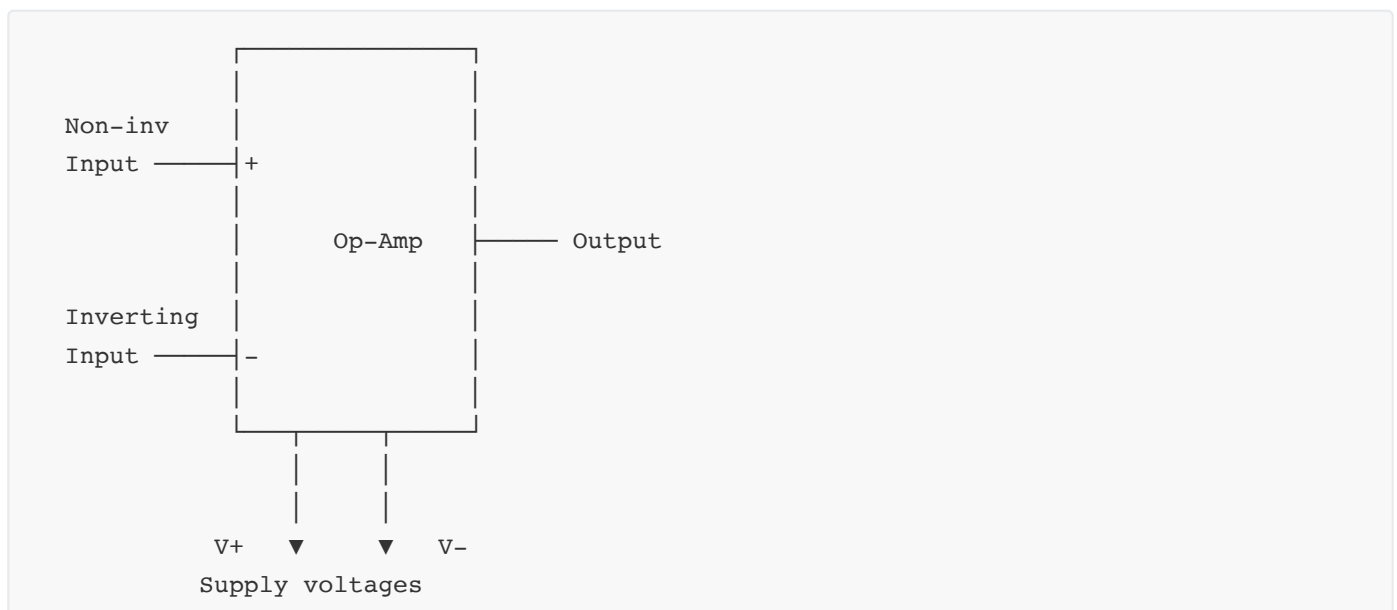 Non-inv
Input +
Op-Amp Output
Inverting
Input -
V+ ▼ ▼ V-
Supply voltages